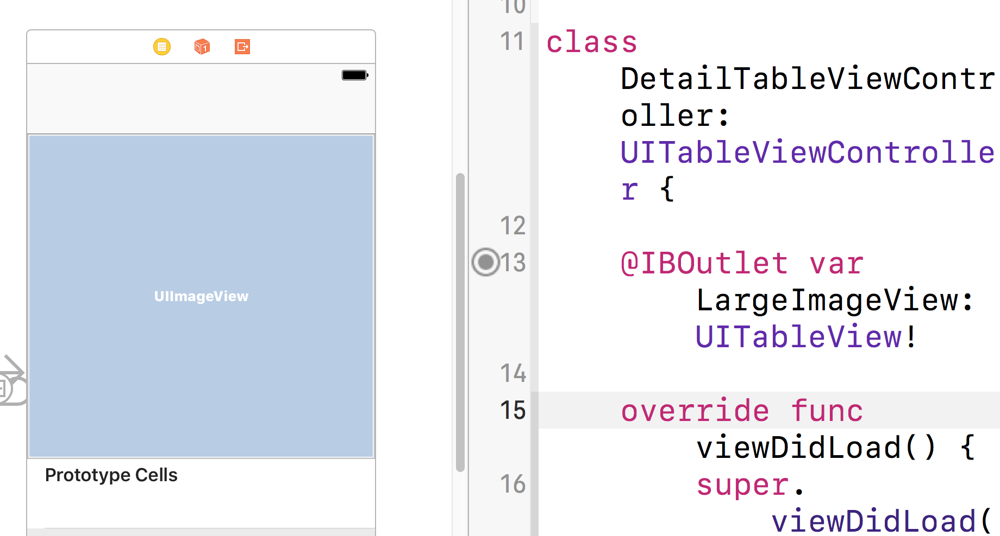 UIImageView
Prototype Cells
10
11 class
DetailTableViewContr
oller:
UITableViewControlle
r {
12
13 @IBOutlet var
LargeImageView:
UITableView!
14
15 override func
viewDidLoad() {
16 super.
viewDidLoad(